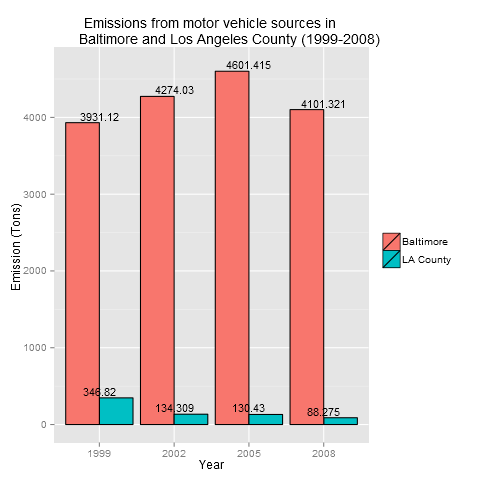 Emissions from motor vehicle sources in
Baltimore and Los Angeles County (1999-2008)
4601.415
4274.03
4101.321
3931.12
4000
3000
2000
1000
0
Emission (Tons)
346.82
134.309
130.43
88.275
1999
2002
2005
2008
Year
Baltimore
LA County